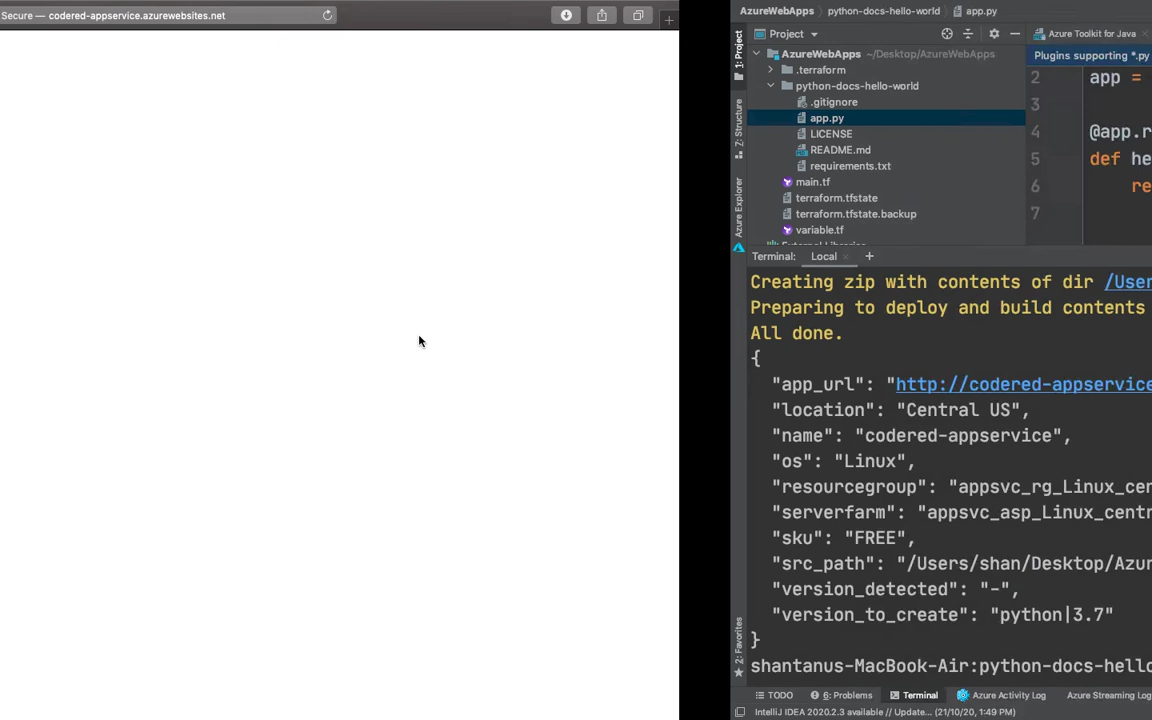 Secure — codered-appservice.azurewebsites.net
AzureWebApps python-docs-hello-world app.py
1: Project
Z: Structure
Azure Explorer
2: Favorites
Project
Azure Toolkit for Java
AzureWebApps ~/Desktop/AzureWebApps
.terraform
python-docs-hello-world
.gitignore
app.py
LICENSE
README.md
requirements.txt
main.tf
terraform.tfstate
terraform.tfstate.backup
variable.tf
External Libraries
Plugins supporting *.py
2 app =
3
4 @app.r
5 def he
6 re
7
Terminal: Local +
Creating zip with contents of dir /User
Preparing to deploy and build contents
All done.
{
"app_url": "http://codered-appservice
"location": "Central US",
"name": "codered-appservice",
"os": "Linux",
"resourcegroup": "appsvc_rg_Linux_cen
"serverfarm": "appsvc_asp_Linux_centr
"sku": "FREE",
"src_path": "/Users/shan/Desktop/Azur
"version_detected": "-",
"version_to_create": "python|3.7"
}
shantanus-MacBook-Air:python-docs-hello
TODO 6: Problems Terminal Azure Activity Log Azure Streaming Log
IntelliJ IDEA 2020.2.3 available // Update... (21/10/20, 1:49 PM)